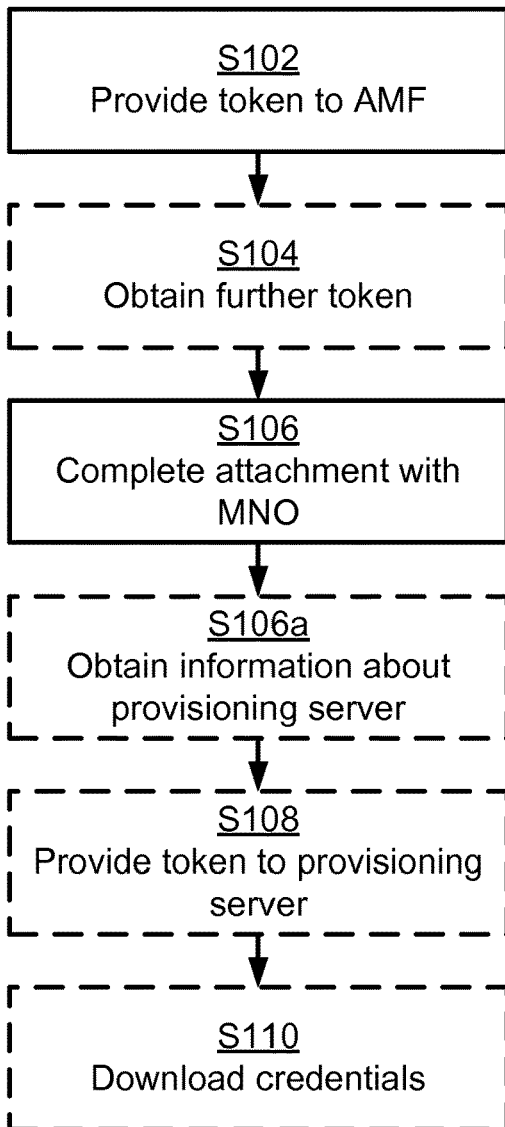 S102
Provide token to AMF
S104
Obtain further token
S106
Complete attachment with
MNO
S106a
Obtain information about
provisioning server
S108
Provide token to provisioning
server
S110
Download credentials